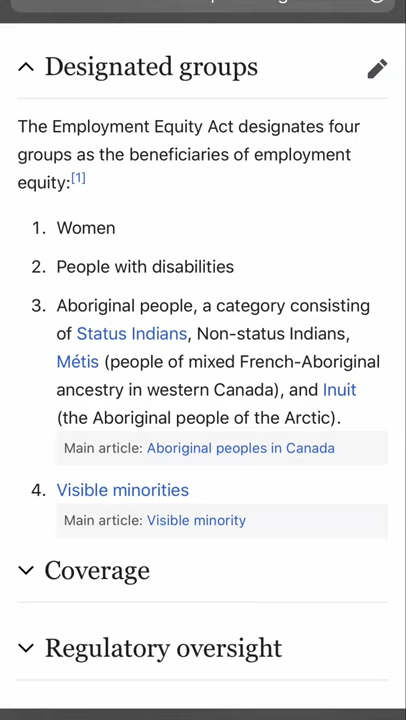 Designated groups
The Employment Equity Act designates four
groups as the beneficiaries of employment
equity:[1]
1. Women
2. People with disabilities
3. Aboriginal people, a category consisting
of Status Indians, Non-status Indians,
Métis (people of mixed French-Aboriginal
ancestry in western Canada), and Inuit
(the Aboriginal people of the Arctic).
Main article: Aboriginal peoples in Canada
4. Visible minorities
Main article: Visible minority
Coverage
Regulatory oversight